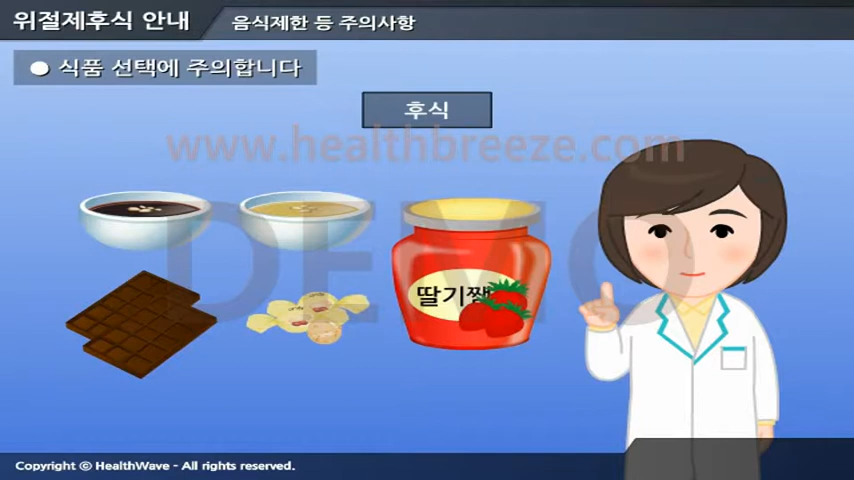 위절제후식 안내
음식제한 등 주의사항
● 식품 선택에 주의합니다
후식
www.healthbreeze.com
DEMO
딸기쨈
Copyright ⓒ HealthWave - All rights reserved.